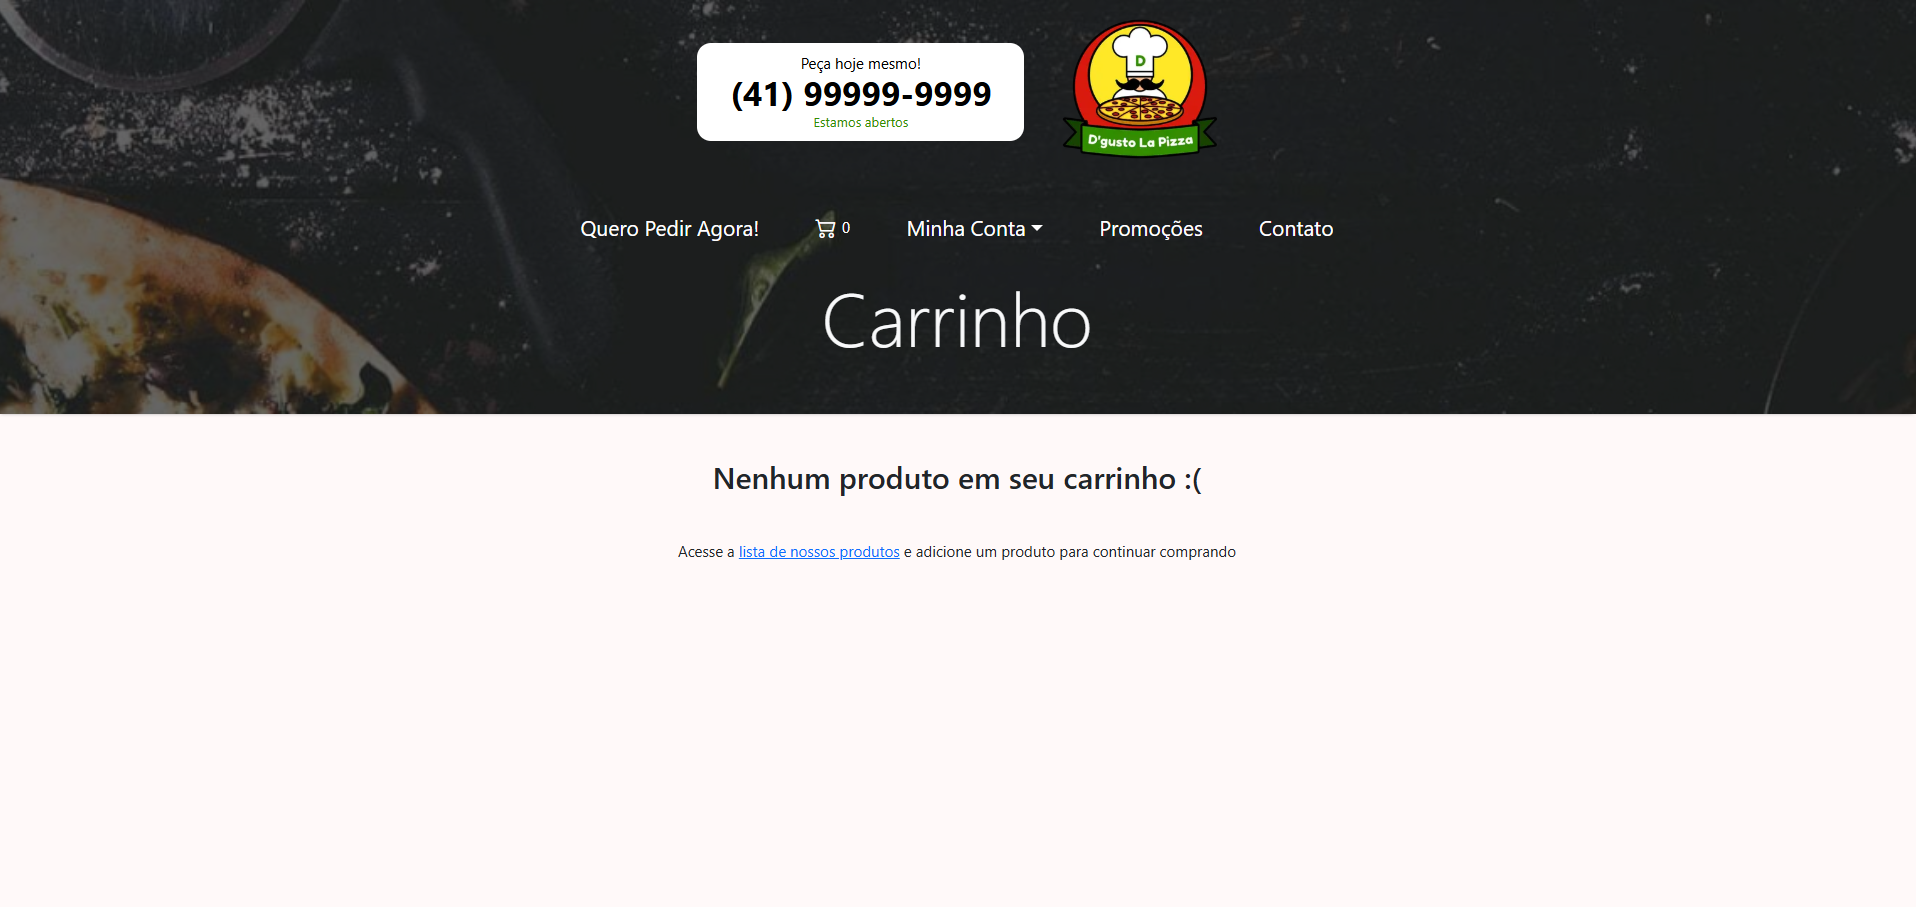 Peça hoje mesmo!
(41) 99999-9999
Estamos abertos
D
D'gusto La Pizza
Quero Pedir Agora!
0
Minha Conta
Promoções
Contato
Carrinho
Nenhum produto em seu carrinho :(
Acesse a lista de nossos produtos e adicione um produto para continuar comprando